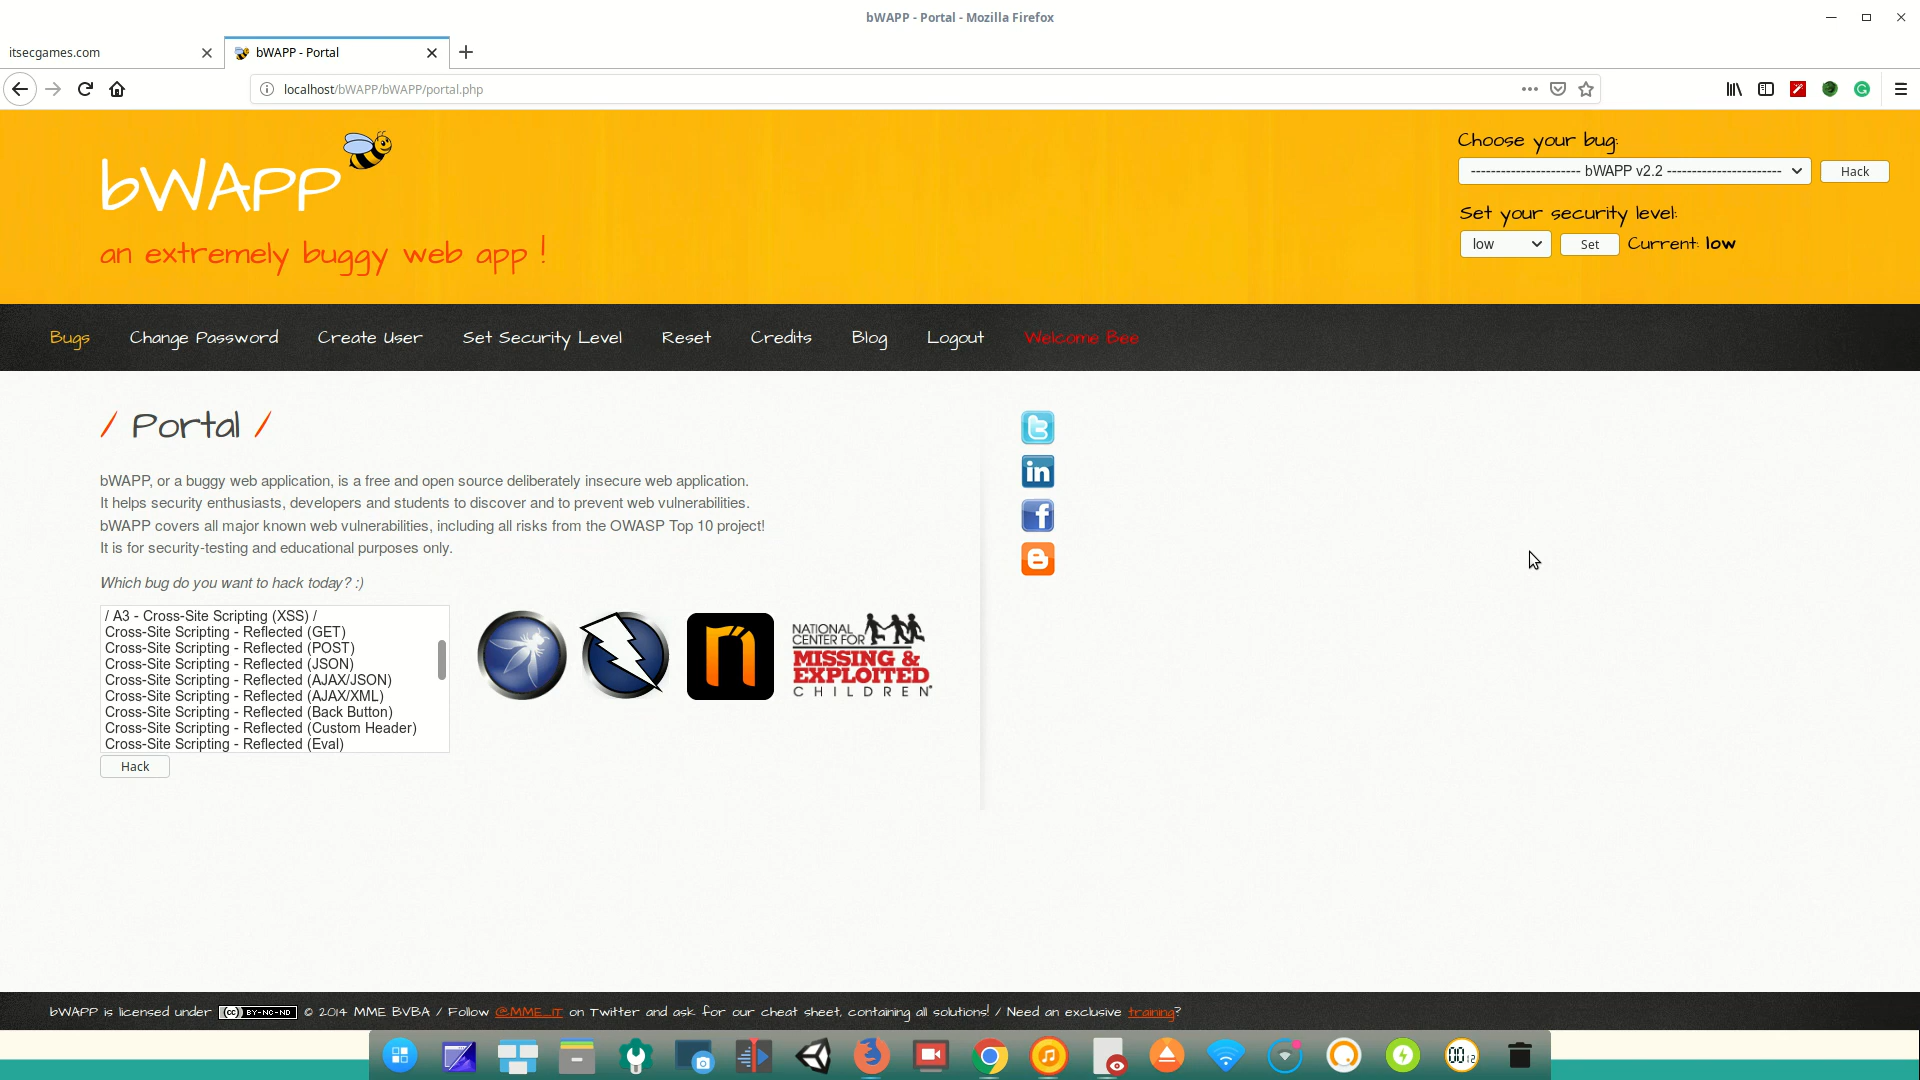 bWAPP - Portal - Mozilla Firefox
itsecgames.com
bWAPP - Portal
localhost/bWAPP/bWAPP/portal.php
bWAPP
an extremely buggy web app !
Choose your bug:
---------------------- bWAPP v2.2 -----------------------
Hack
Set your security level:
low
Set
Current: low
Bugs
Change Password
Create User
Set Security Level
Reset
Credits
Blog
Logout
Welcome Bee
/ Portal /
bWAPP, or a buggy web application, is a free and open source deliberately insecure web application.
It helps security enthusiasts, developers and students to discover and to prevent web vulnerabilities.
bWAPP covers all major known web vulnerabilities, including all risks from the OWASP Top 10 project!
It is for security-testing and educational purposes only.
Which bug do you want to hack today? :)
/ A3 - Cross-Site Scripting (XSS) /
Cross-Site Scripting - Reflected (GET)
Cross-Site Scripting - Reflected (POST)
Cross-Site Scripting - Reflected (JSON)
Cross-Site Scripting - Reflected (AJAX/JSON)
Cross-Site Scripting - Reflected (AJAX/XML)
Cross-Site Scripting - Reflected (Back Button)
Cross-Site Scripting - Reflected (Custom Header)
Cross-Site Scripting - Reflected (Eval)
Hack
NATIONAL
CENTER FOR
MISSING &
EXPLOITED
CHILDREN®
bWAPP is licensed under (cc) BY-NC-ND © 2014 MME BVBA / Follow @MME_IT on Twitter and ask for our cheat sheet, containing all solutions! / Need an exclusive training?
00:12